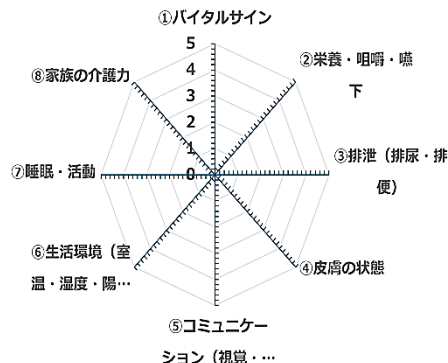 ①バイタルサイン
5
4
3
2
1
0
②栄養・咀嚼・嚥
下
③排泄（排尿・排
便）
④皮膚の状態
⑤コミュニケー
ション（視覚・…
⑥生活環境（室
温・湿度・陽…
⑦睡眠・活動
⑧家族の介護力